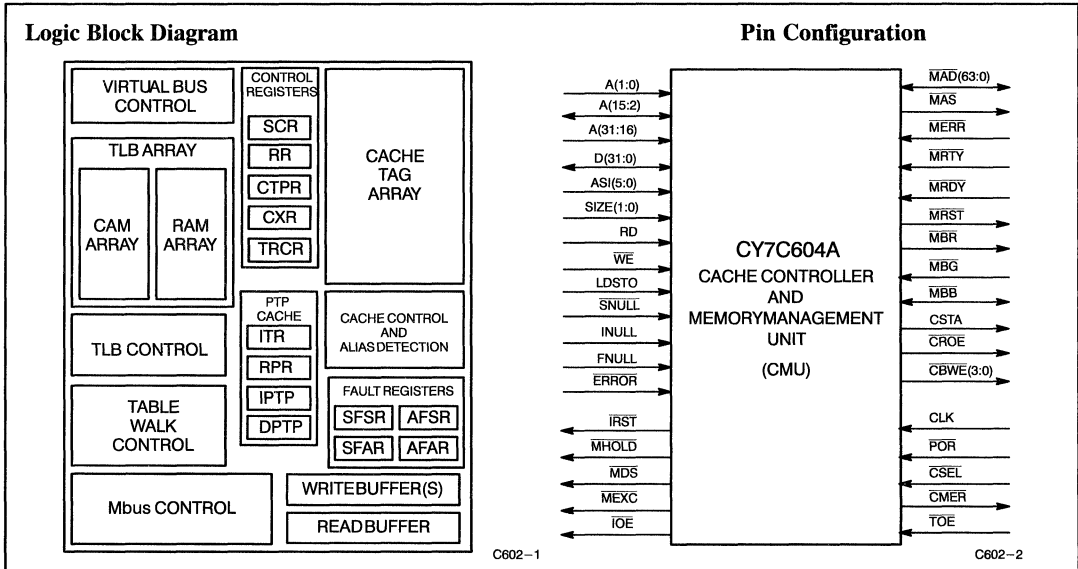 Logic Block Diagram
VIRTUAL BUS
CONTROL
TLB ARRAY
CAM
ARRAY
RAM
ARRAY
TLB CONTROL
TABLE
WALK
CONTROL
Mbus CONTROL
CONTROL
REGISTERS
SCR
RR
CTPR
CXR
TRCR
PTP
CACHE
ITR
RPR
IPTP
DPTP
CACHE
TAG
ARRAY
CACHE CONTROL
AND
ALIAS DETECTION
FAULT REGISTERS
SFSR
AFSR
SFAR
AFAR
WRITE BUFFER(S)
READ BUFFER
C602-1
Pin Configuration
A(1:0)
A(15:2)
A(31:16)
D(31:0)
ASI(5:0)
SIZE(1:0)
RD
WE
LDSTO
SNULL
INULL
FNULL
ERROR
IRST
MHOLD
MDS
MEXC
IOE
CY7C604A
CACHE CONTROLLER
AND
MEMORYMANAGEMENT
UNIT
(CMU)
MAD(63:0)
MAS
MERR
MRTY
MRDY
MRST
MBR
MBG
MBB
CSTA
CROE
CBWE(3:0)
CLK
POR
CSEL
CMER
TOE
C602-2